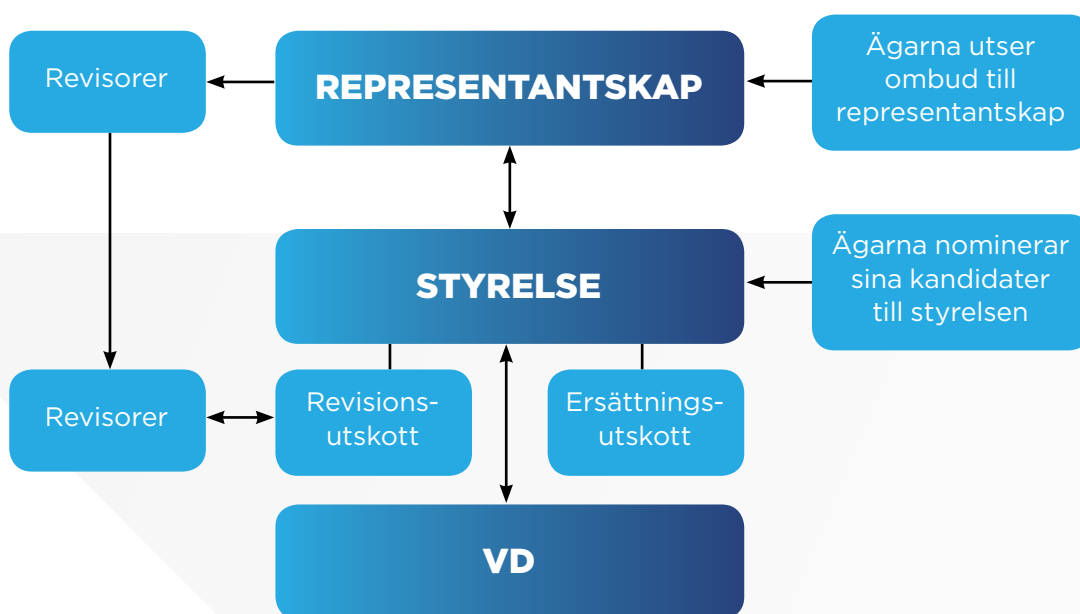 Revisorer
REPRESENTANTSKAP
Ägarna utser
ombud till
representantskap
STYRELSE
Ägarna nominerar
sina kandidater
till styrelsen
Revisorer
Revisions-
utskott
Ersättnings-
utskott
VD